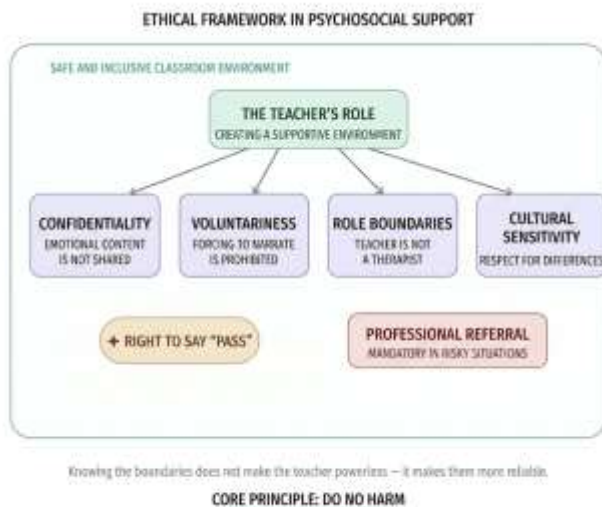 ETHICAL FRAMEWORK IN PSYCHOSOCIAL SUPPORT
SAFE AND INCLUSIVE CLASSROOM ENVIRONMENT
THE TEACHER'S ROLE
CREATING A SUPPORTIVE ENVIRONMENT
CONFIDENTIALITY
EMOTIONAL CONTENT
IS NOT SHARED
VOLUNTARINESS
FORCING TO NARRATE
IS PROHIBITED
ROLE BOUNDARIES
TEACHER IS NOT
A THERAPIST
CULTURAL
SENSITIVITY
RESPECT FOR DIFFERENCES
+ RIGHT TO SAY "PASS"
PROFESSIONAL REFERRAL
MANDATORY IN RISKY SITUATIONS
Knowing the boundaries does not make the teacher powerless — it makes them more reliable.
CORE PRINCIPLE: DO NO HARM